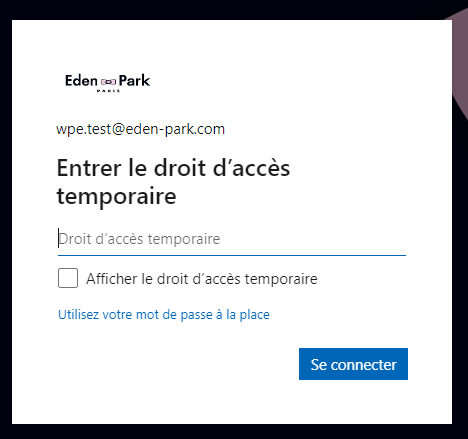 Eden Park
PARIS
wpe.test@eden-park.com
Entrer le droit d’accès
temporaire
Droit d’accès temporaire
Afficher le droit d’accès temporaire
Utilisez votre mot de passe à la place
Se connecter